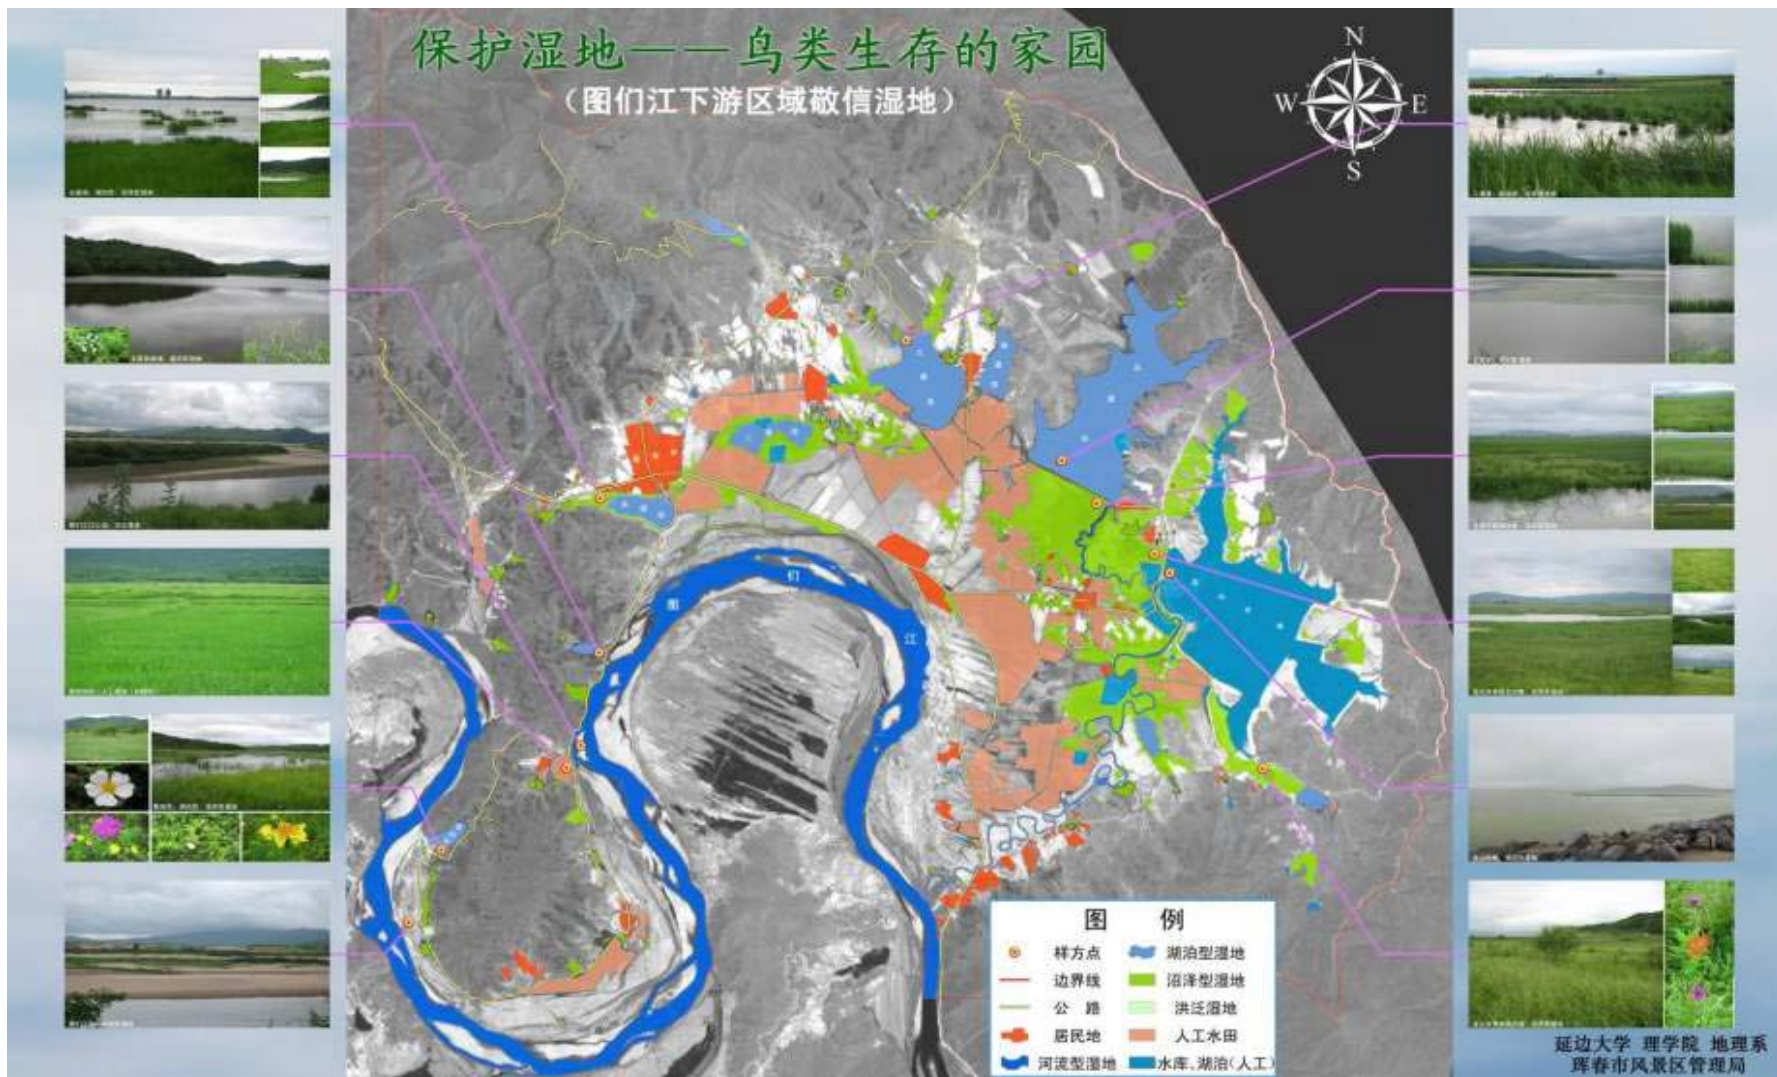 保护湿地——鸟类生存的家园
（图们江下游区域敬信湿地）
N
W E
S
图
们
江
图 例
样方点 湖泊型湿地
边界线 沼泽型湿地
公 路 洪泛湿地
居民地 人工水田
河流型湿地 水库、湖泊(人工)
延边大学 理学院 地理系
珲春市风景区管理局